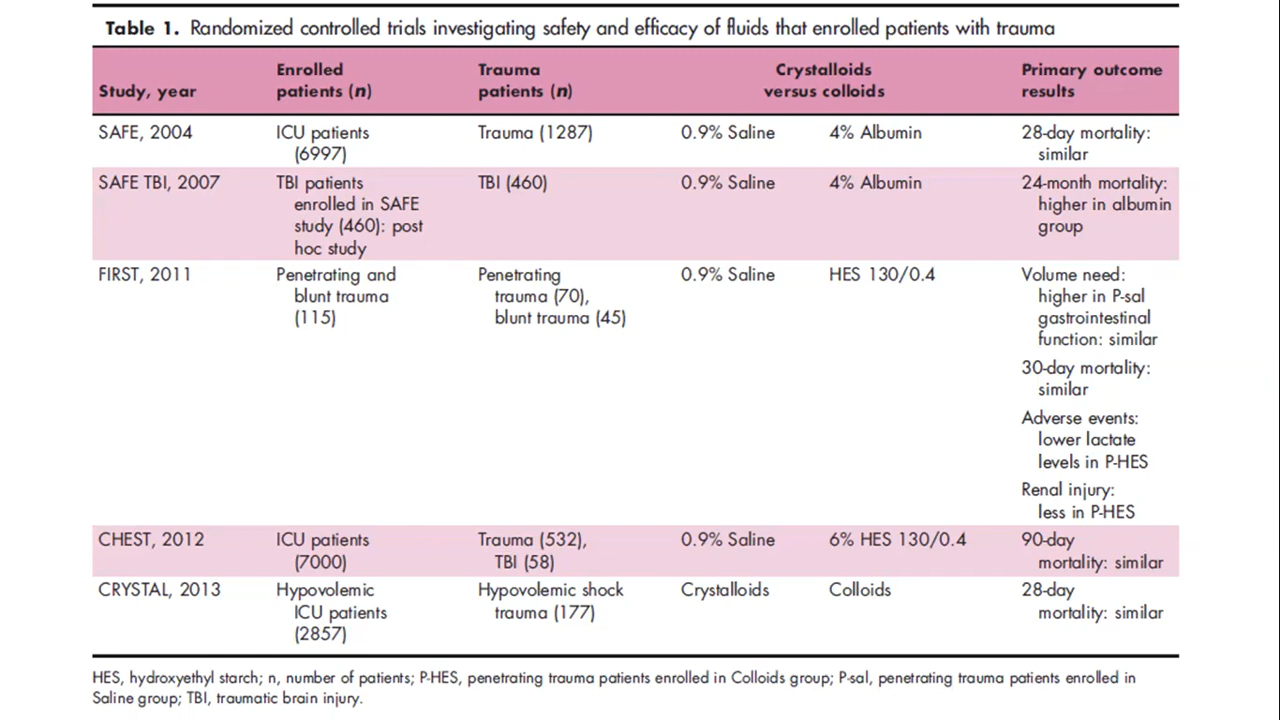 Table 1. Randomized controlled trials investigating safety and efficacy of fluids that enrolled patients with trauma
Study, year
Enrolled
patients (n)
Trauma
patients (n)
Crystalloids
versus colloids
Primary outcome
results
SAFE, 2004
ICU patients
(6997)
Trauma (1287)
0.9% Saline
4% Albumin
28-day mortality:
similar
SAFE TBI, 2007
TBI patients
enrolled in SAFE
study (460): post
hoc study
TBI (460)
0.9% Saline
4% Albumin
24-month mortality:
higher in albumin
group
FIRST, 2011
Penetrating and
blunt trauma
(115)
Penetrating
trauma (70),
blunt trauma (45)
0.9% Saline
HES 130/0.4
Volume need:
higher in P-sal
gastrointestinal
function: similar
30-day mortality:
similar
Adverse events:
lower lactate
levels in P-HES
Renal injury:
less in P-HES
CHEST, 2012
ICU patients
(7000)
Trauma (532),
TBI (58)
0.9% Saline
6% HES 130/0.4
90-day
mortality: similar
CRYSTAL, 2013
Hypovolemic
ICU patients
(2857)
Hypovolemic shock
trauma (177)
Crystalloids
Colloids
28-day
mortality: similar
HES, hydroxyethyl starch; n, number of patients; P-HES, penetrating trauma patients enrolled in Colloids group; P-sal, penetrating trauma patients enrolled in
Saline group; TBI, traumatic brain injury.